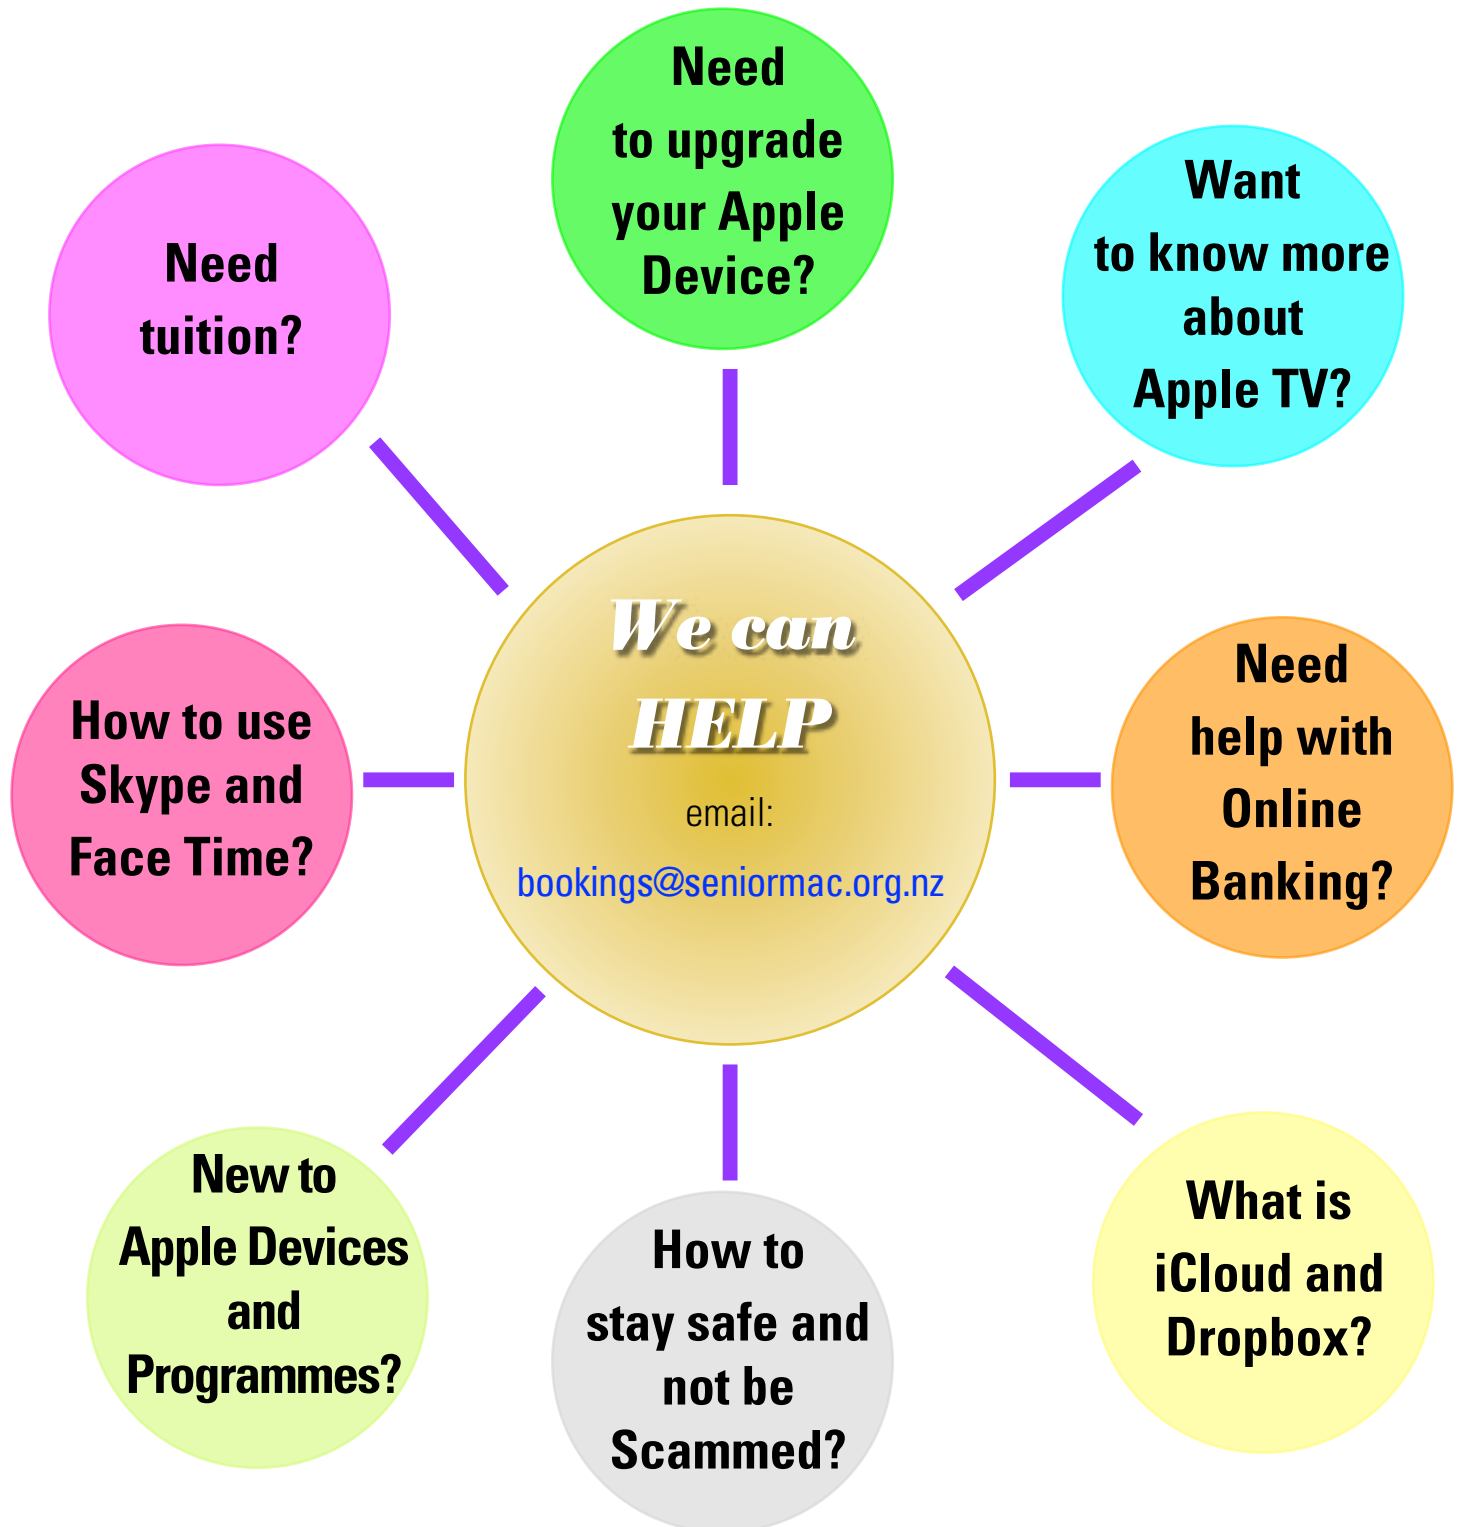 Need
to upgrade
your Apple
Device?
Want
to know more
about
Apple TV?
Need
tuition?
We can
HELP
email:
bookings@seniormac.org.nz
Need
help with
Online
Banking?
How to use
Skype and
Face Time?
New to
Apple Devices
and
Programmes?
How to
stay safe and
not be
Scammed?
What is
iCloud and
Dropbox?